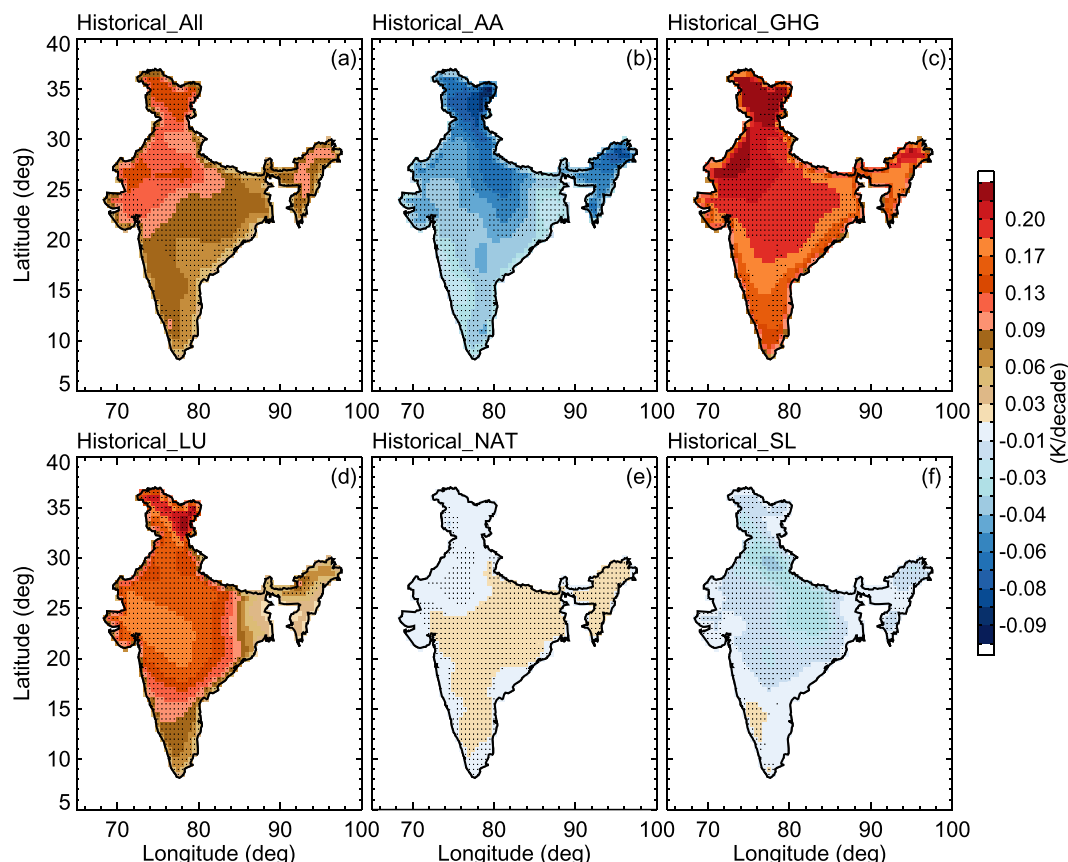 Historical_All Historical_AA Historical_GHG
40 (a) (b) (c)
35
30
25
20
15
10
5
Latitude (deg)
70 80 90 100 70 80 90 100 70 80 90 100
Historical_LU Historical_NAT Historical_SL
40 (d) (e) (f)
35
30
25
20
15
10
5
Latitude (deg)
70 80 90 100 70 80 90 100 70 80 90 100
Longitude (deg) Longitude (deg) Longitude (deg)
0.20
0.17
0.13
0.09
0.06
0.03
-0.01
-0.03
-0.04
-0.06
-0.08
-0.09
(K/decade)